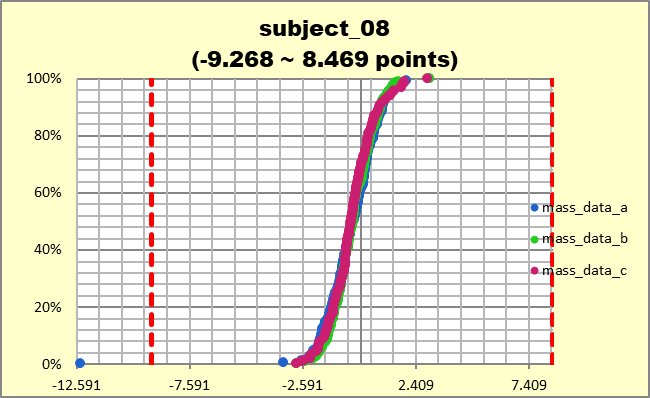 subject_08
(-9.268 ~ 8.469 points)
100%
80%
60%
40%
20%
0%
-12.591
-7.591
-2.591
2.409
7.409
mass_data_a
mass_data_b
mass_data_c